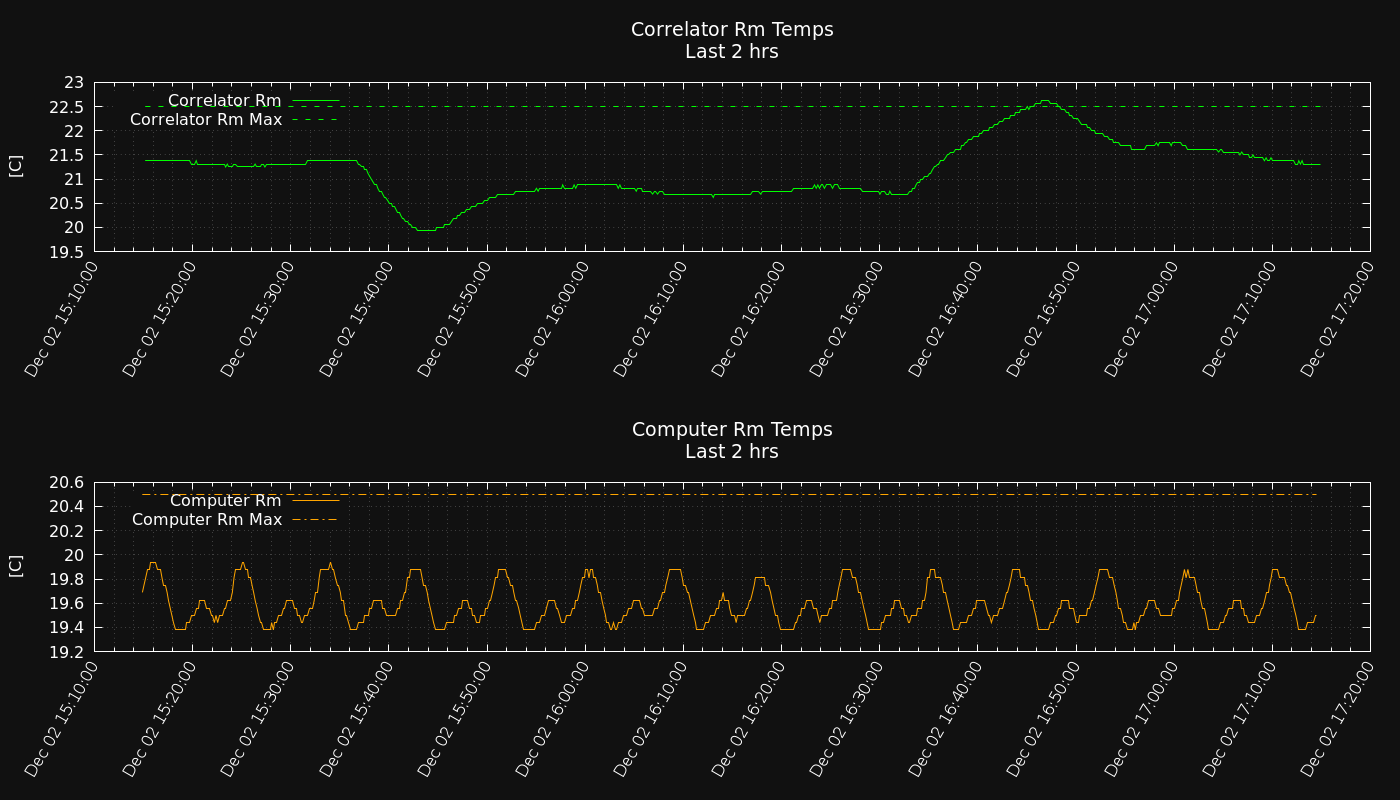 Correlator Rm Temps
Last 2 hrs
23
22.5
22
21.5
21
20.5
20
19.5
[C]
Correlator Rm
Correlator Rm Max
Dec 02 15:10:00
Dec 02 15:20:00
Dec 02 15:30:00
Dec 02 15:40:00
Dec 02 15:50:00
Dec 02 16:00:00
Dec 02 16:10:00
Dec 02 16:20:00
Dec 02 16:30:00
Dec 02 16:40:00
Dec 02 16:50:00
Dec 02 17:00:00
Dec 02 17:10:00
Dec 02 17:20:00
Computer Rm Temps
Last 2 hrs
20.6
20.4
20.2
20
19.8
19.6
19.4
19.2
[C]
Computer Rm
Computer Rm Max
Dec 02 15:10:00
Dec 02 15:20:00
Dec 02 15:30:00
Dec 02 15:40:00
Dec 02 15:50:00
Dec 02 16:00:00
Dec 02 16:10:00
Dec 02 16:20:00
Dec 02 16:30:00
Dec 02 16:40:00
Dec 02 16:50:00
Dec 02 17:00:00
Dec 02 17:10:00
Dec 02 17:20:00